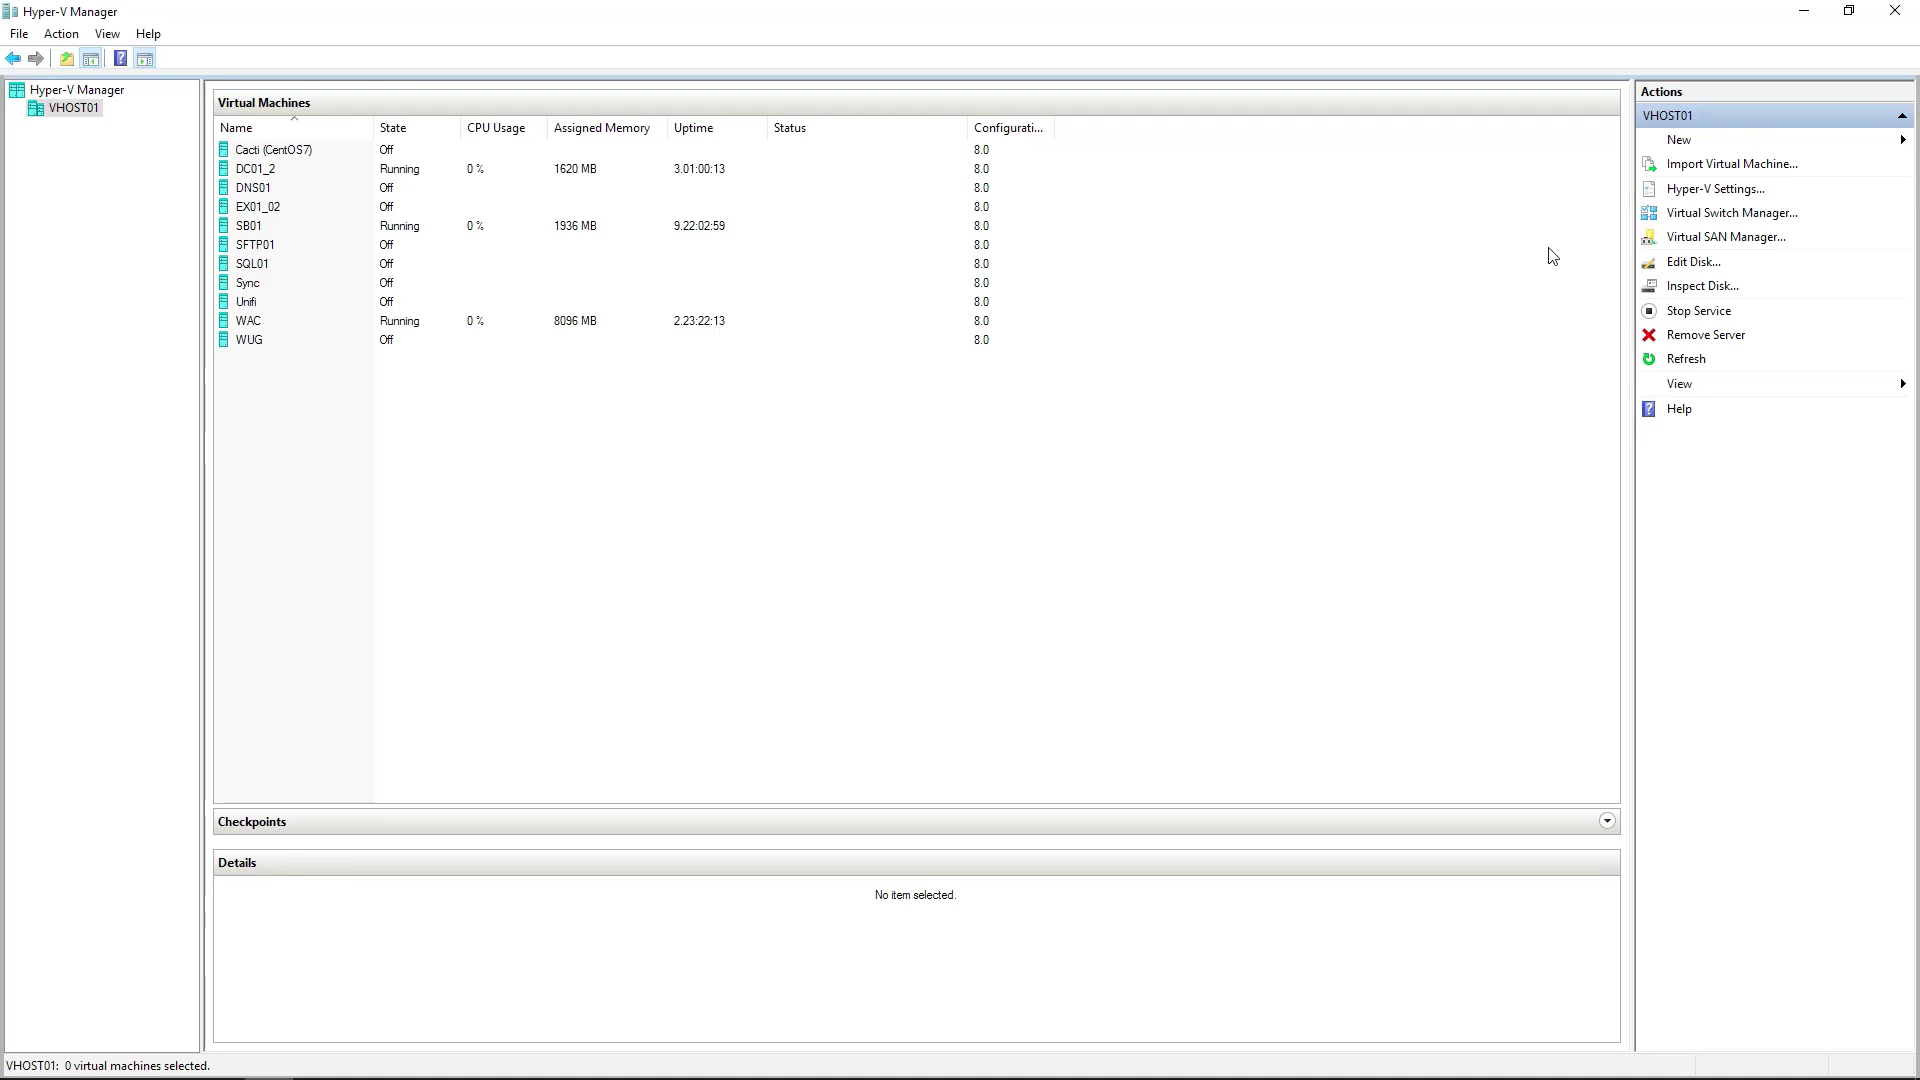 Hyper-V Manager
File Action View Help
Hyper-V Manager
VHOST01
Virtual Machines
Name State CPU Usage Assigned Memory Uptime Status Configurati...
Cacti (CentOS7) Off 8.0
DC01_2 Running 0 % 1620 MB 3.01:00:13 8.0
DNS01 Off 8.0
EX01_02 Off 8.0
SB01 Running 0 % 1936 MB 9.22:02:59 8.0
SFTP01 Off 8.0
SQL01 Off 8.0
Sync Off 8.0
Unifi Off 8.0
WAC Running 0 % 8096 MB 2.23:22:13 8.0
WUG Off 8.0
Checkpoints
Details
No item selected.
Actions
VHOST01
New
Import Virtual Machine...
Hyper-V Settings...
Virtual Switch Manager...
Virtual SAN Manager...
Edit Disk...
Inspect Disk...
Stop Service
Remove Server
Refresh
View
Help
VHOST01: 0 virtual machines selected.